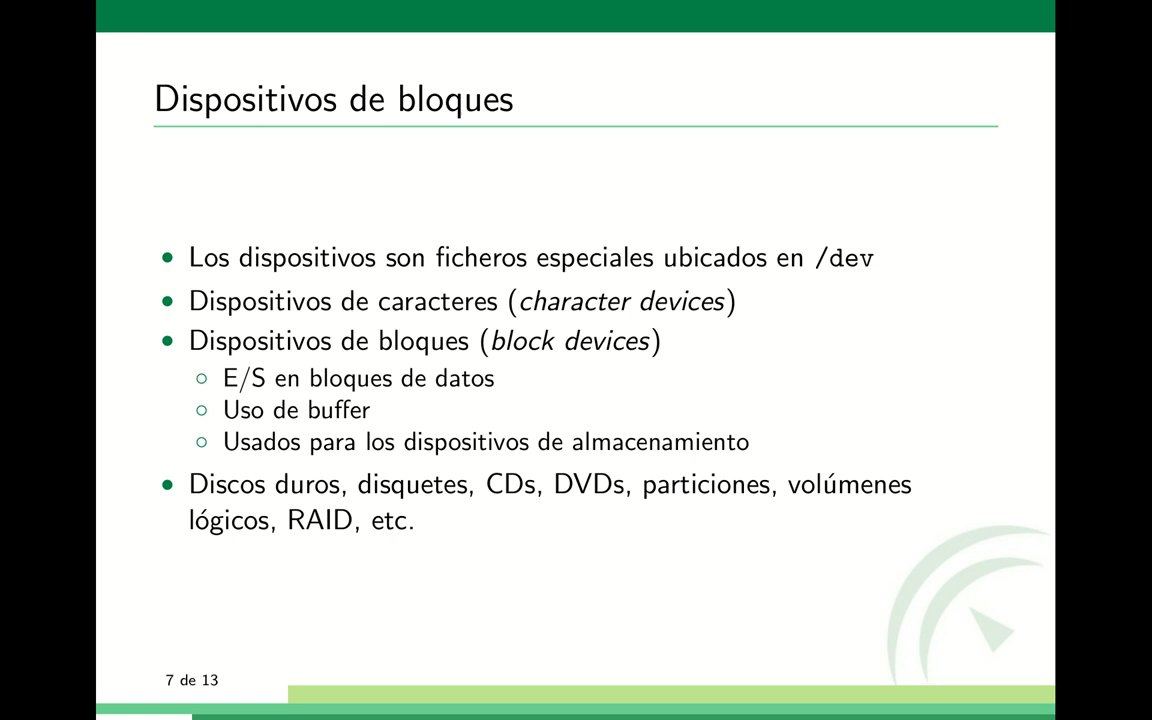 Dispositivos de bloques
• Los dispositivos son ficheros especiales ubicados en /dev
• Dispositivos de caracteres (character devices)
• Dispositivos de bloques (block devices)
○ E/S en bloques de datos
○ Uso de buffer
○ Usados para los dispositivos de almacenamiento
• Discos duros, disquetes, CDs, DVDs, particiones, volúmenes
lógicos, RAID, etc.
7 de 13